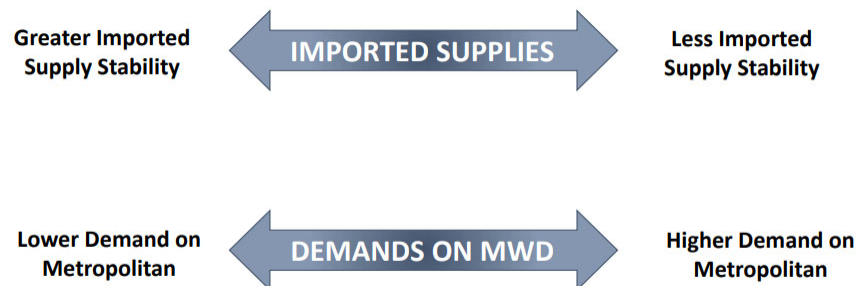 Greater Imported
Supply Stability
IMPORTED SUPPLIES
Less Imported
Supply Stability
Lower Demand on
Metropolitan
DEMANDS ON MWD
Higher Demand on
Metropolitan